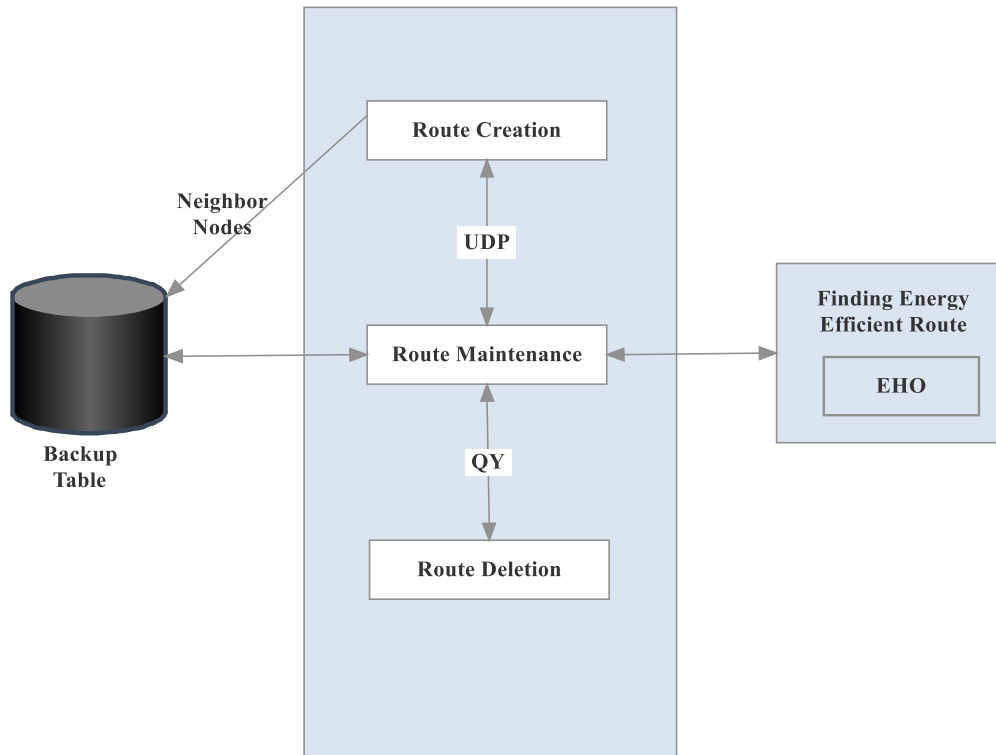 Route Creation
Neighbor
Nodes
UDP
Finding Energy
Efficient Route
Route Maintenance
EHO
Backup
Table
QY
Route Deletion